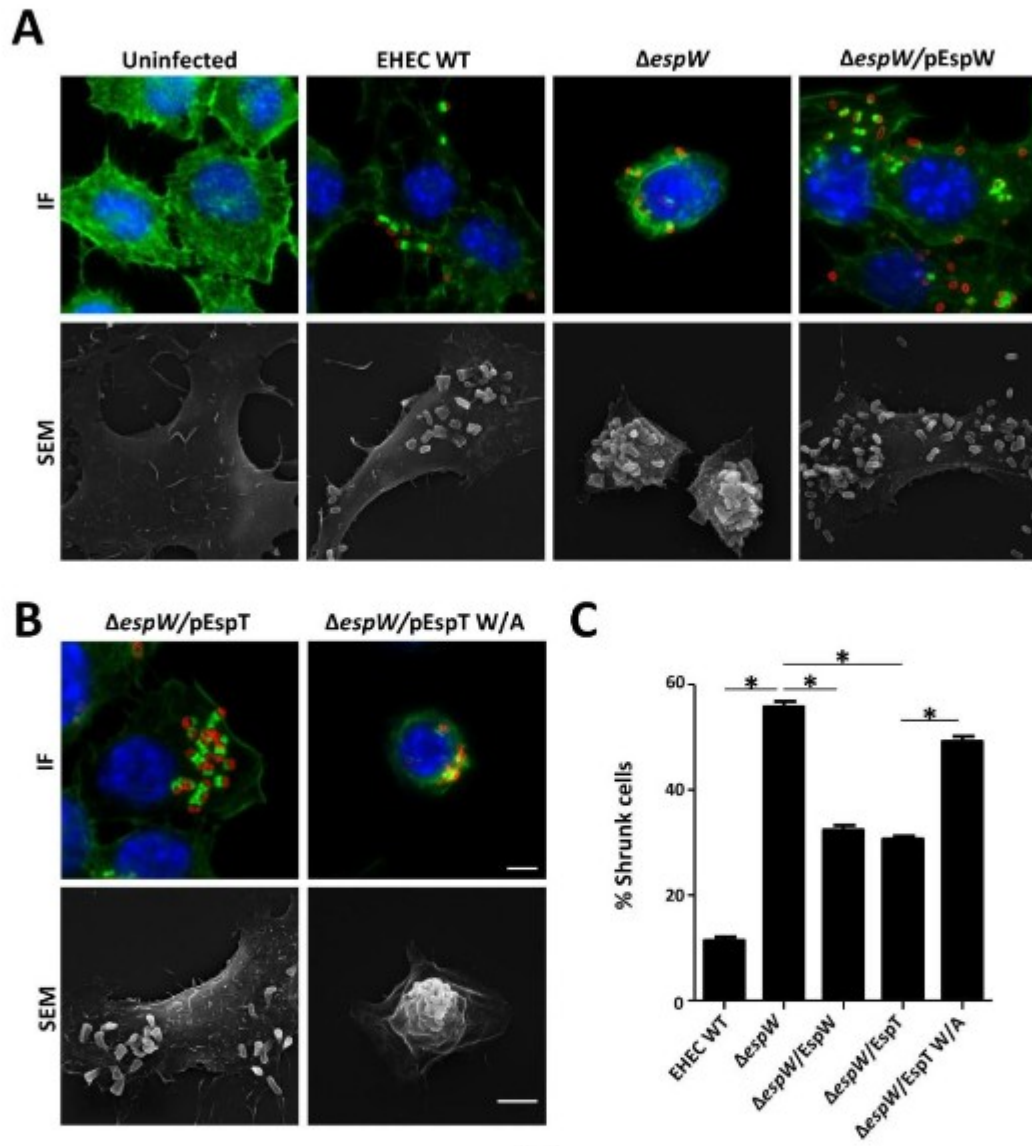 A
Uninfected EHEC WT ΔespW ΔespW/pEspW
IF
SEM
B
ΔespW/pEspT ΔespW/pEspT W/A
IF
SEM
C
% Shrunk cells
60
40
20
0
* * * *
EHEC WT
ΔespW
ΔespW/EspW
ΔespW/EspT
ΔespW/EspT W/A